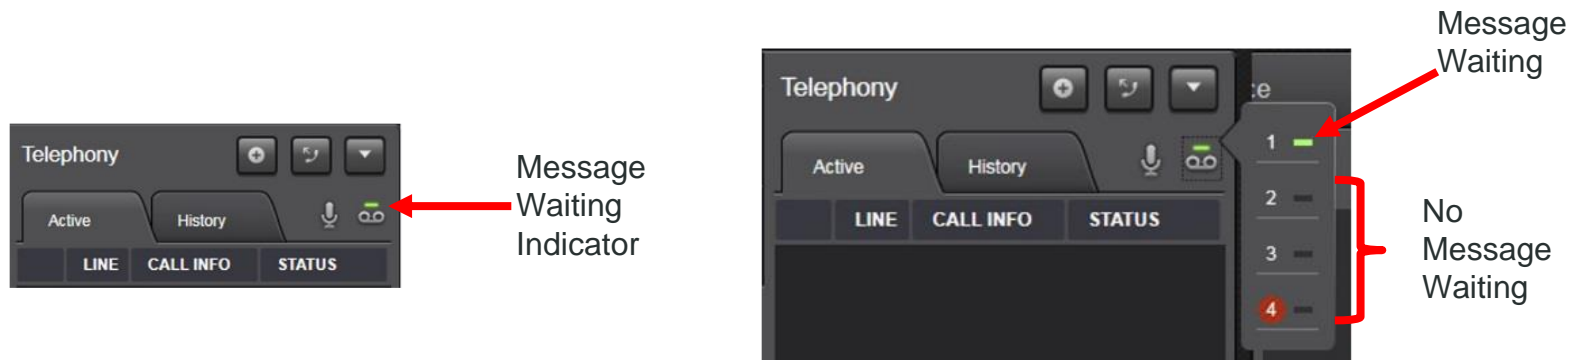 Telephony
Active
History
LINE
CALL INFO
STATUS
Message
Waiting
Indicator
Telephony
:e
Active
History
LINE
CALL INFO
STATUS
1
2
3
4
Message
Waiting
No
Message
Waiting